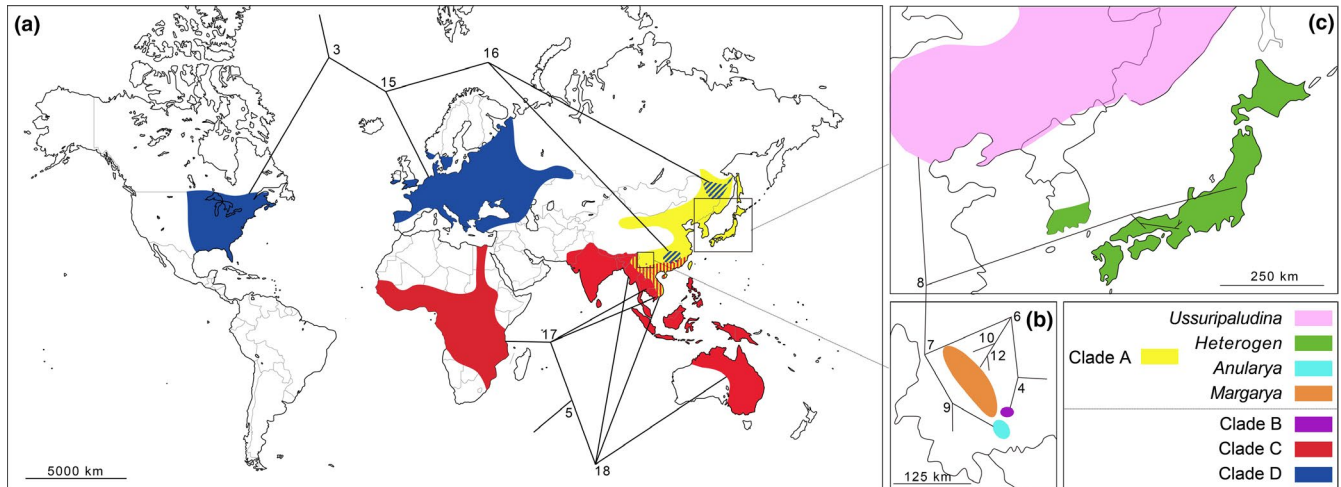 (a)
3
16
15
17
5
18
5000 km
(c)
8
250 km
(b)
6
10
7
12
4
9
125 km
Ussuripaludina
Heterogen
Clade A
Anularya
Margarya
Clade B
Clade C
Clade D